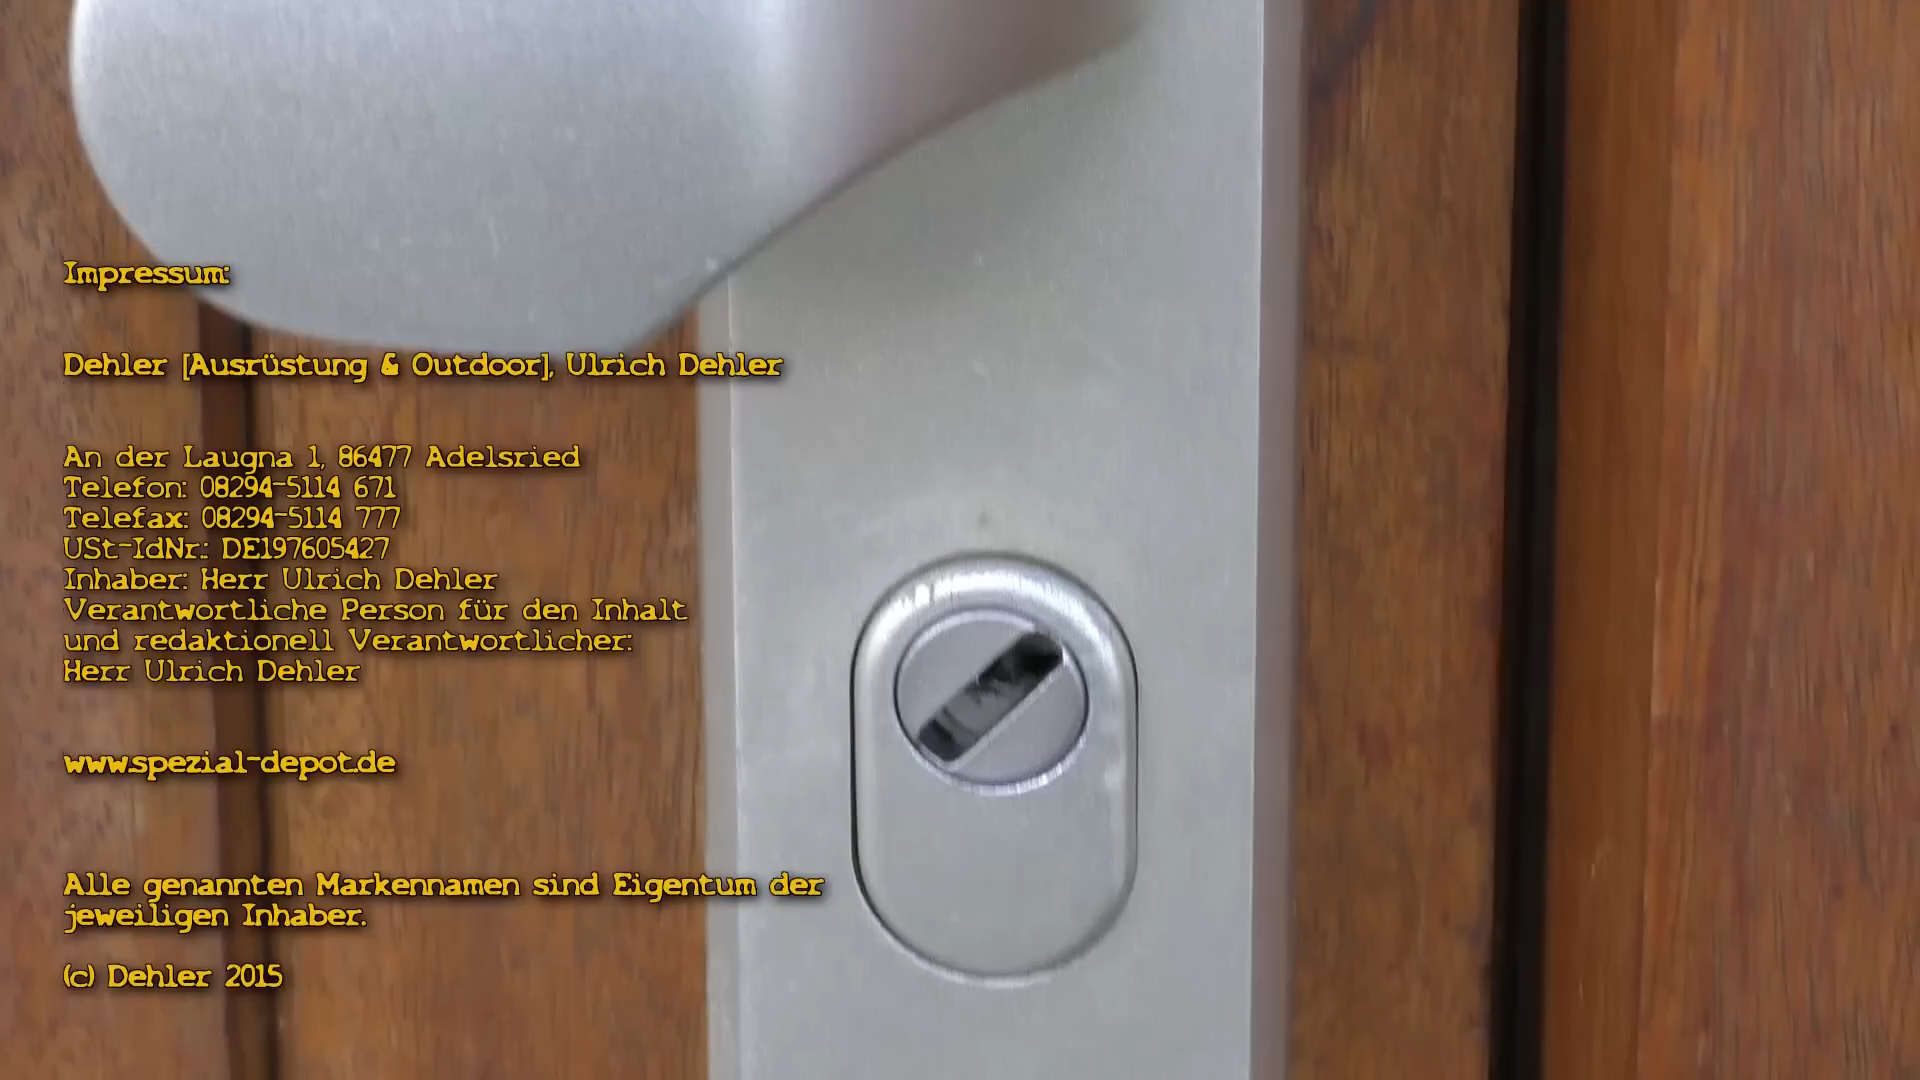 Impressum:
Dehler [Ausrüstung & Outdoor], Ulrich Dehler
An der Laugna 1, 86477 Adelsried
Telefon: 08294-5114 671
Telefax: 08294-5114 777
USt-IdNr.: DE197605427
Inhaber: Herr Ulrich Dehler
Verantwortliche Person für den Inhalt
und redaktionell Verantwortlicher:
Herr Ulrich Dehler
www.spezial-depot.de
Alle genannten Markennamen sind Eigentum der
jeweiligen Inhaber.
(c) Dehler 2015